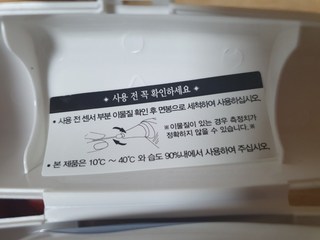 * 사용 전 꼭 확인하세요 *
• 사용 전 센서 부분 이물질 확인 후 면봉으로 세척하여 사용하십시오.
※이물질이 있는 경우 측정치가
정확하지 않을 수 있습니다.※
• 본 제품은 10℃ ~ 40℃ 와 습도 90%내에서 사용하여 주십시오.